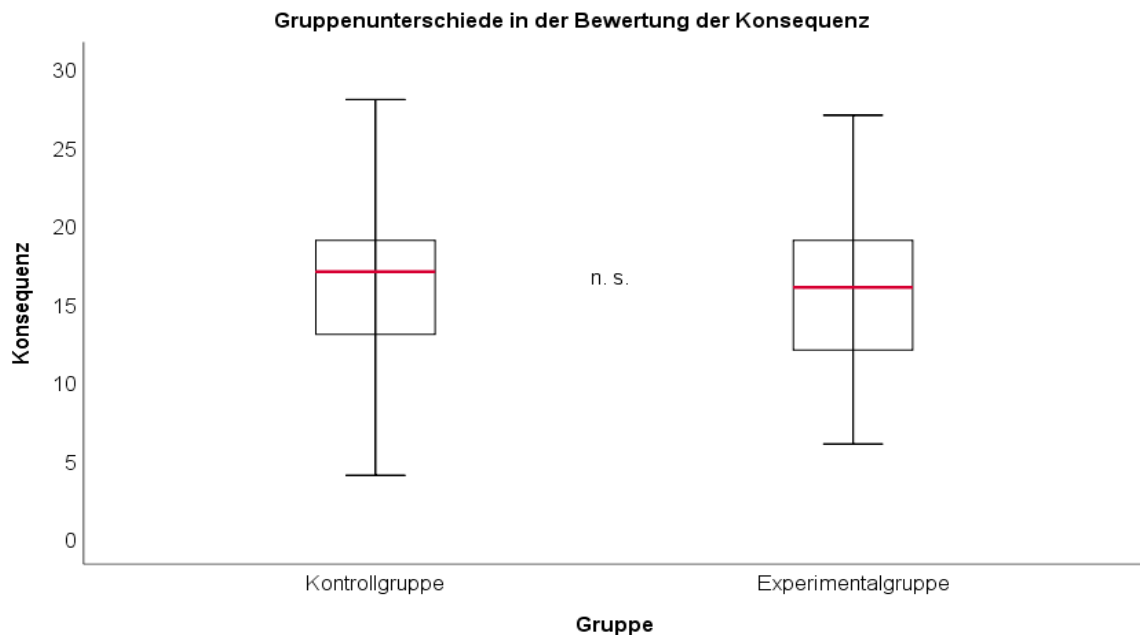 Gruppenunterschiede in der Bewertung der Konsequenz
30
25
20
15
10
5
0
Konsequenz
n. s.
Kontrollgruppe
Experimentalgruppe
Gruppe